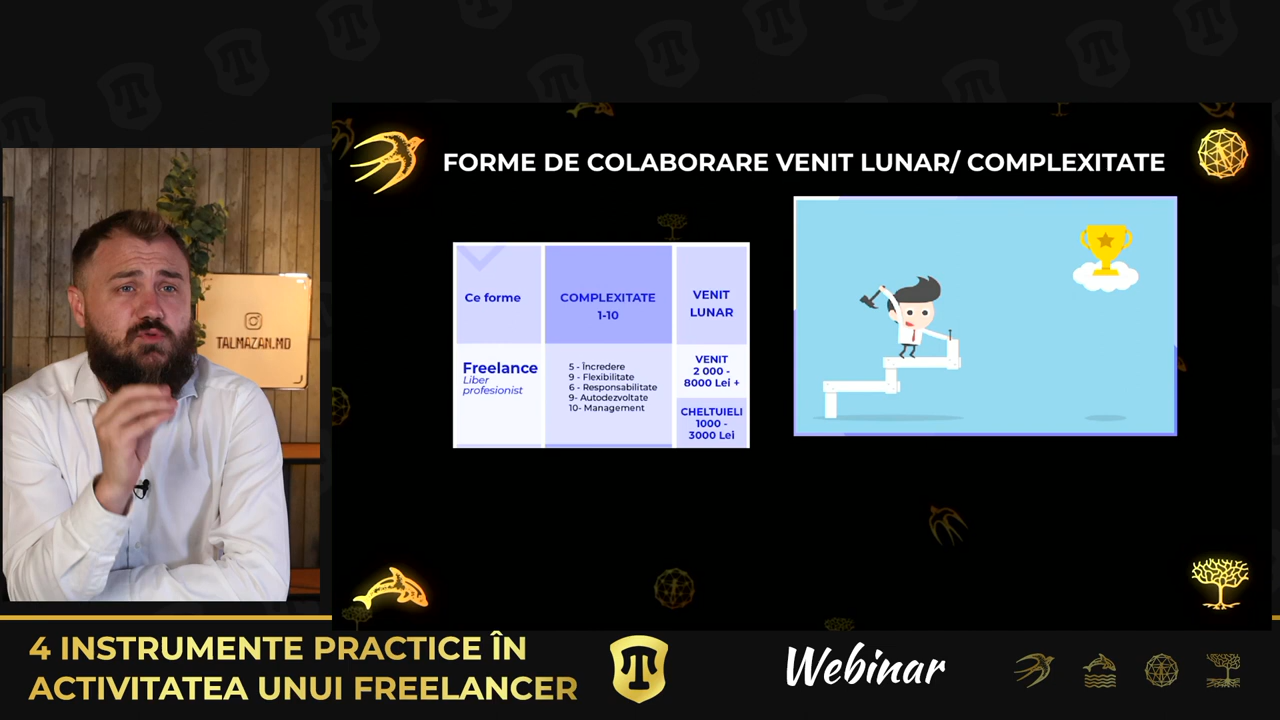 FORME DE COLABORARE VENIT LUNAR/ COMPLEXITATE
Ce forme
COMPLEXITATE
1-10
VENIT
LUNAR
Freelance
Liber
profesionist
5 - Încredere
9 - Flexibilitate
6 - Responsabilitate
9- Autodezvoltate
10- Management
VENIT
2 000 -
8000 Lei +
CHELTUIELI
1000 -
3000 Lei
TALMAZAN.MD
4 INSTRUMENTE PRACTICE ÎN
ACTIVITATEA UNUI FREELANCER
T
Webinar